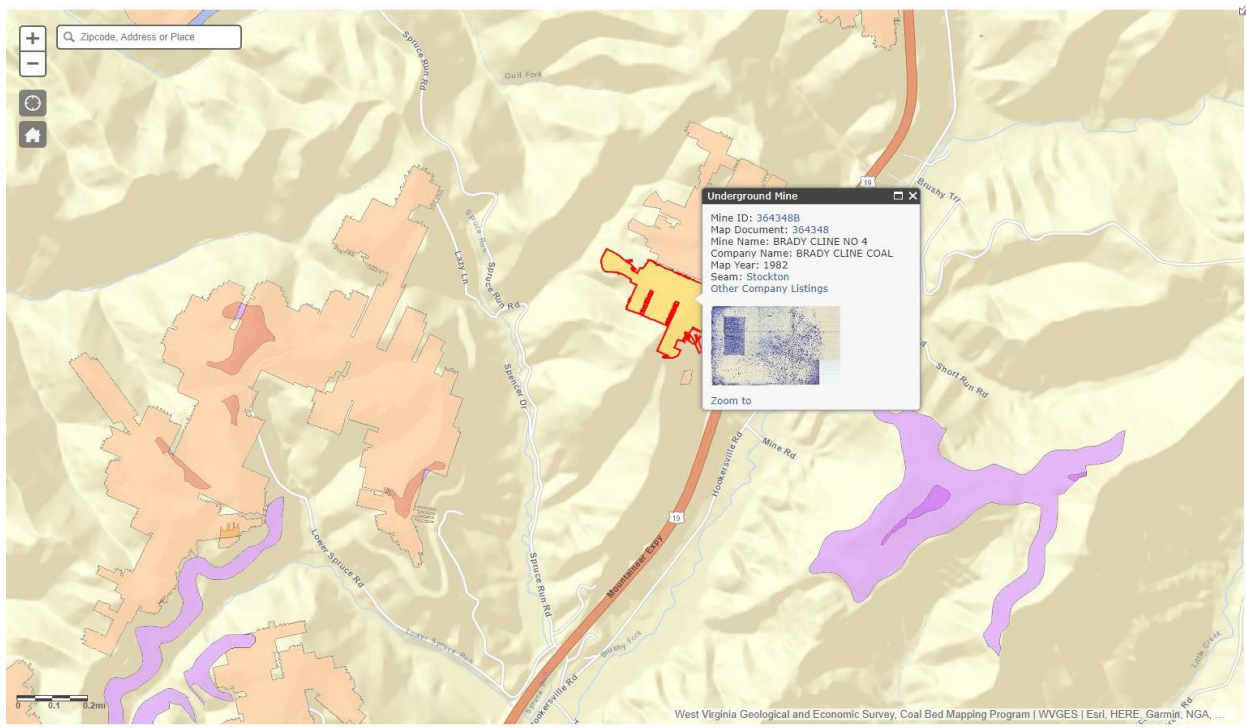 +
Zipcode, Address or Place
−
Spruce Run Rd
Gulf Fork
19
Brushy Trl
Underground Mine
Mine ID: 364348B
Map Document: 364348
Mine Name: BRADY CLINE NO 4
Company Name: BRADY CLINE COAL
Map Year: 1982
Seam: Stockton
Other Company Listings
Zoom to
Spruce Run
Lazy Ln
Spruce Run Rd
Spencer Dr
Short Run Rd
Mine Rd
Hookersville Rd
19
Mountaineer Expy
Lower Spruce Rd
Spruce Run Rd
Lower Spruce Run
Brushy Fork
Hookersville Rd
Little Creek
0 0.1 0.2mi
West Virginia Geological and Economic Survey, Coal Bed Mapping Program | WVGES | Esri, HERE, Garmin, NGA, ...